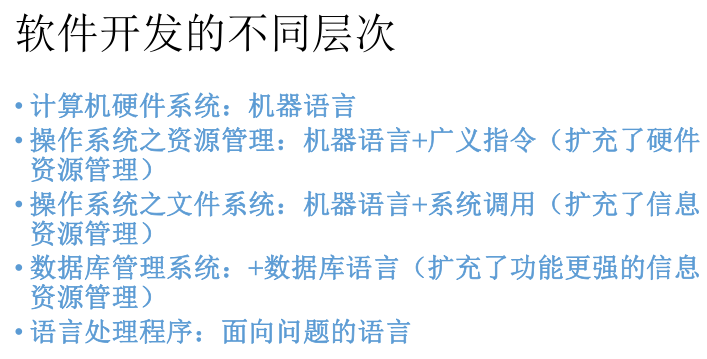 软件开发的不同层次
•计算机硬件系统：机器语言
•操作系统之资源管理：机器语言+广义指令（扩充了硬件
资源管理）
•操作系统之文件系统：机器语言+系统调用（扩充了信息
资源管理）
•数据库管理系统：+数据库语言（扩充了功能更强的信息
资源管理）
•语言处理程序：面向问题的语言